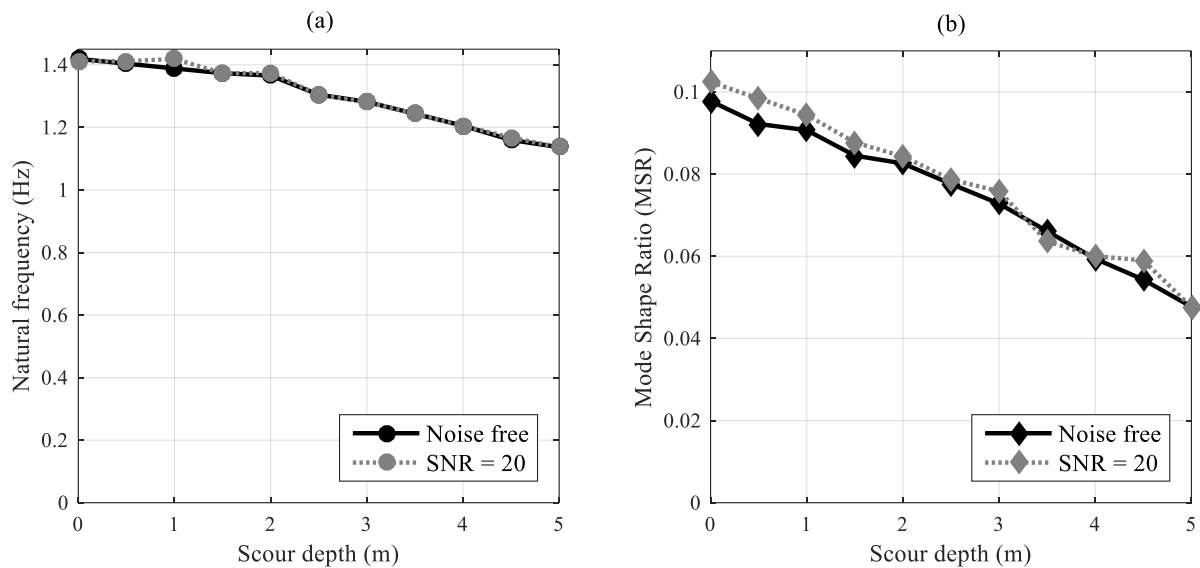 (a)
1.4
1.2
1
0.8
0.6
0.4
0.2
0
0 1 2 3 4 5
Natural frequency (Hz)
Scour depth (m)
Noise free
SNR = 20
(b)
0.1
0.08
0.06
0.04
0.02
0
0 1 2 3 4 5
Mode Shape Ratio (MSR)
Scour depth (m)
Noise free
SNR = 20